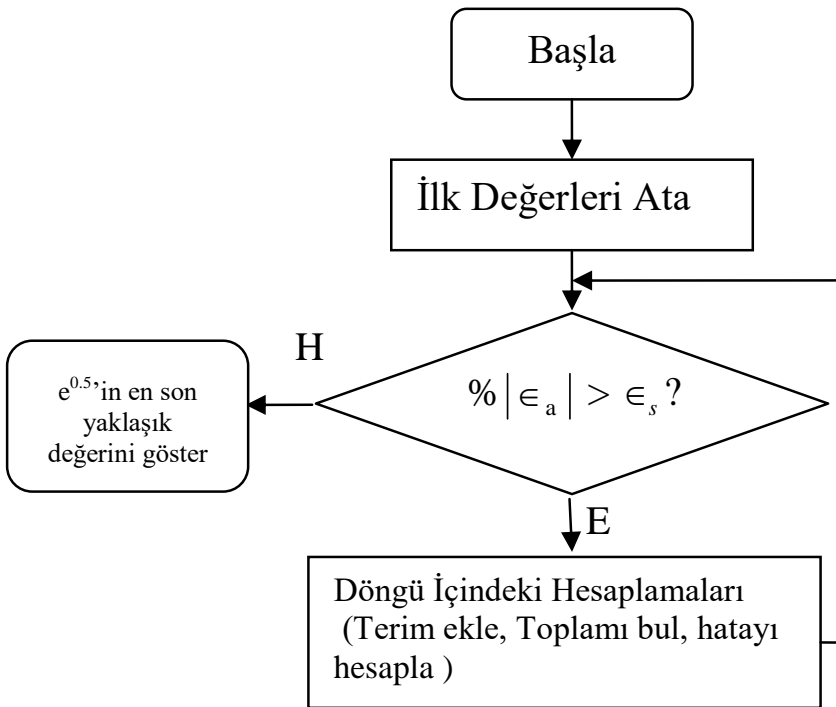 Başla
İlk Değerleri Ata
H
e^0.5'in en son
yaklaşık
değerini göster
% |∈a| > ∈s ?
E
Döngü İçindeki Hesaplamaları
(Terim ekle, Toplamı bul, hatayı
hesapla )